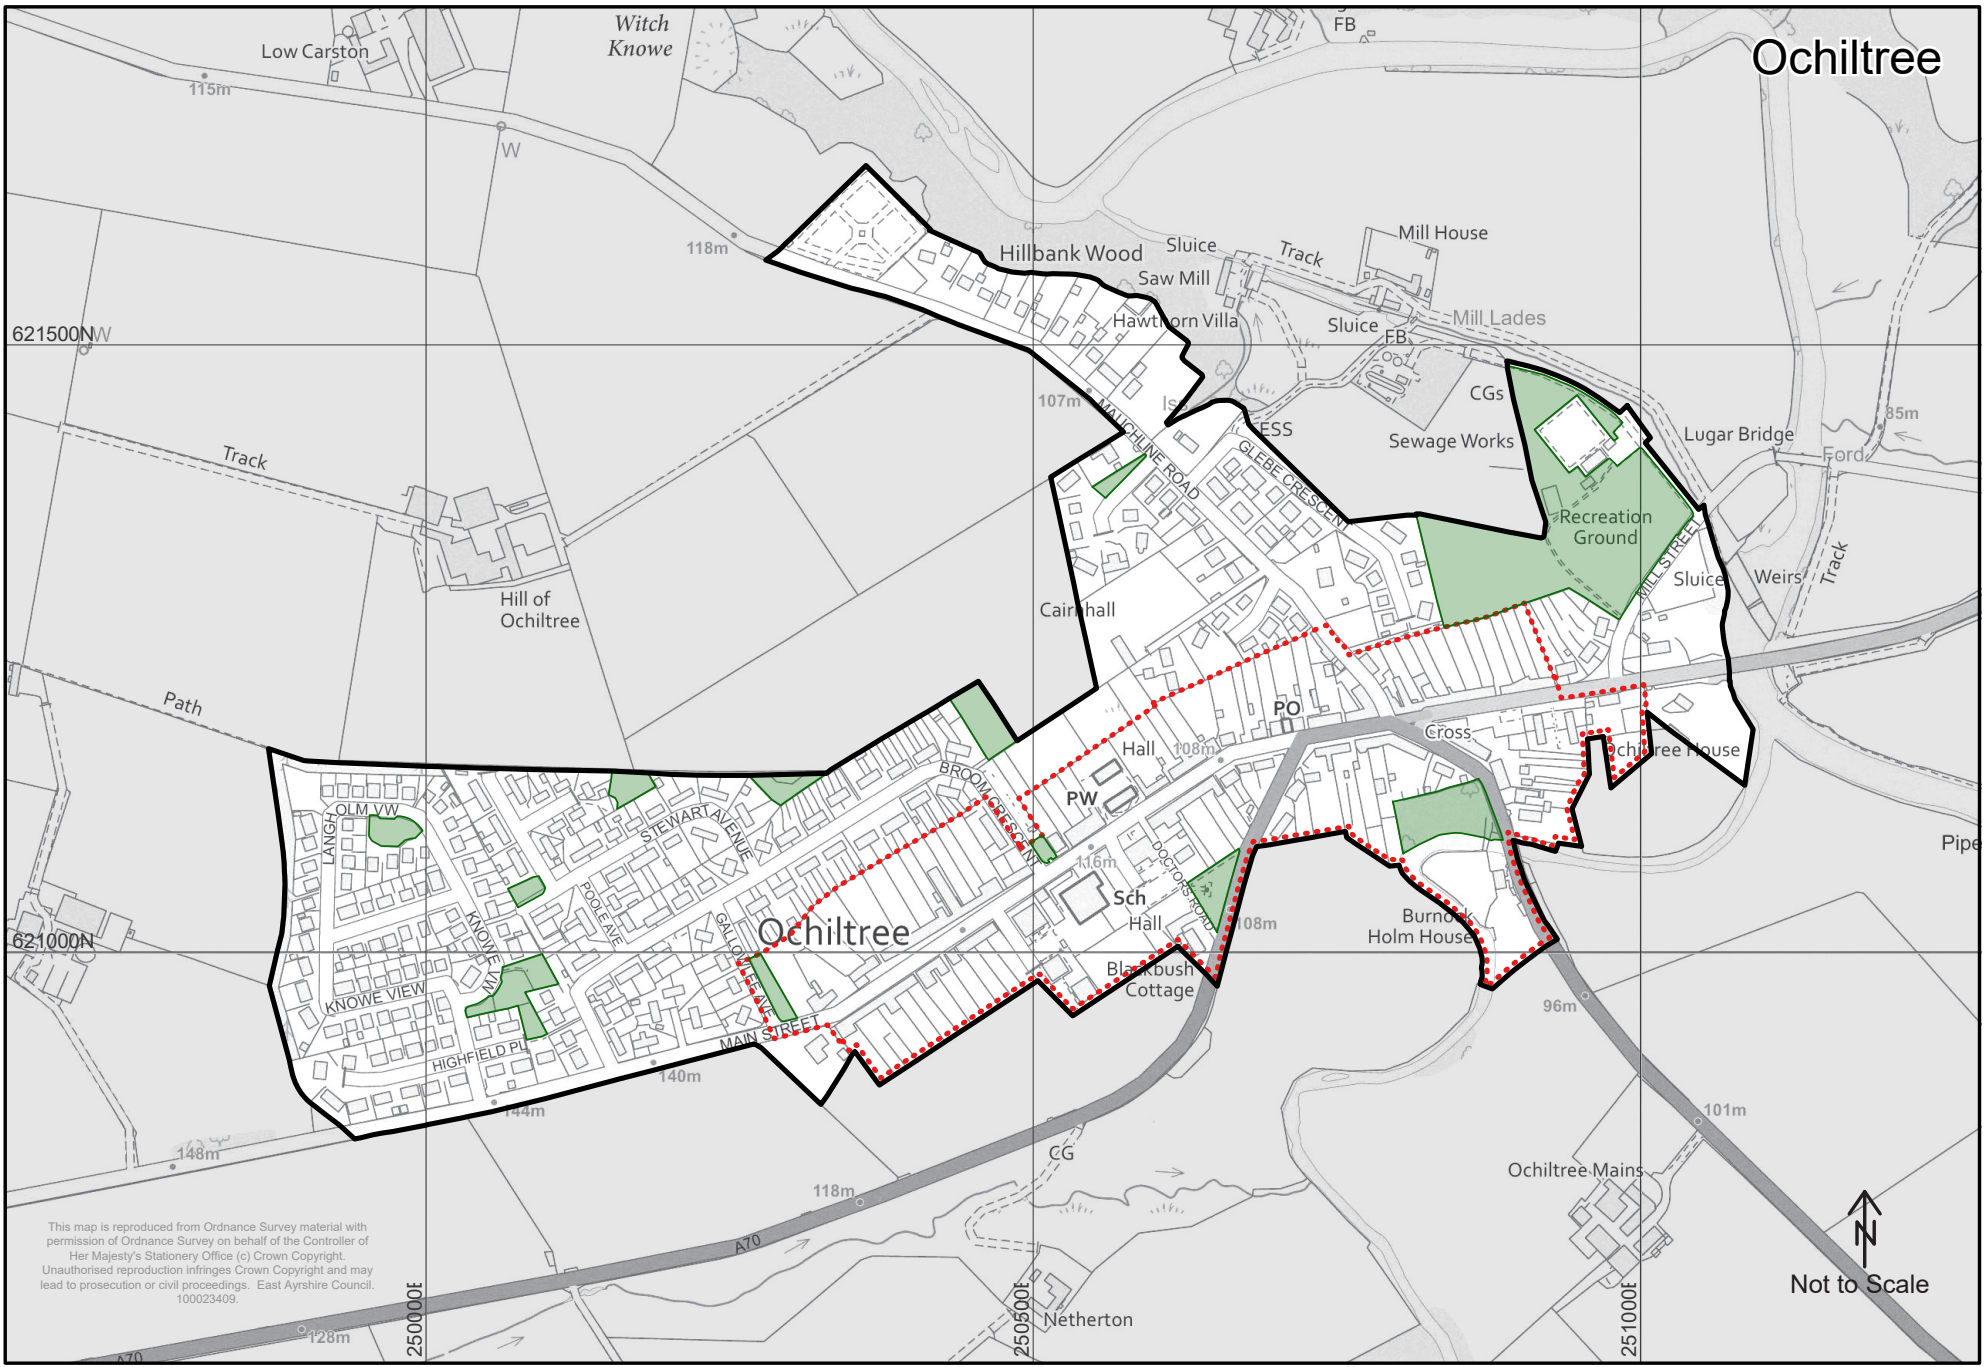 Ochiltree
Witch
Knowe
FB
Low Carston
115m
W
118m
Hillbank Wood
Sluice
Track
Mill House
Saw Mill
Hawthorn Villa
Sluice
FB
Mill Lades
621500N
W
107m
Iss
CGs
ESS
Sewage Works
Lugar Bridge
85m
Ford
MAUCHLINE ROAD
GLEBE CRESCENT
Track
Recreation
Ground
MILL STREET
Sluice
Weirs
Track
Hill of
Ochiltree
Cairnhall
Path
PO
Cross
Hall
108m
Ochiltree House
BROOM CRESCENT
PW
OLM VW
LANGH
STEWART AVENUE
116m
DOCTORS ROAD
Pipe
POOLE AVE
KNOWE VW
GALLOWLEE AVE
Ochiltree
Sch
Hall
108m
Burnock
Holm House
621000N
Blackbush
Cottage
KNOWE VIEW
96m
MAIN STREET
HIGHFIELD PL
140m
144m
101m
148m
CG
Ochiltree Mains
118m
A70
N
Not to Scale
This map is reproduced from Ordnance Survey material with
permission of Ordnance Survey on behalf of the Controller of
Her Majesty's Stationery Office (c) Crown Copyright.
Unauthorised reproduction infringes Crown Copyright and may
lead to prosecution or civil proceedings. East Ayrshire Council.
100023409.
Netherton
128m
A70
250000E
250500E
251000E